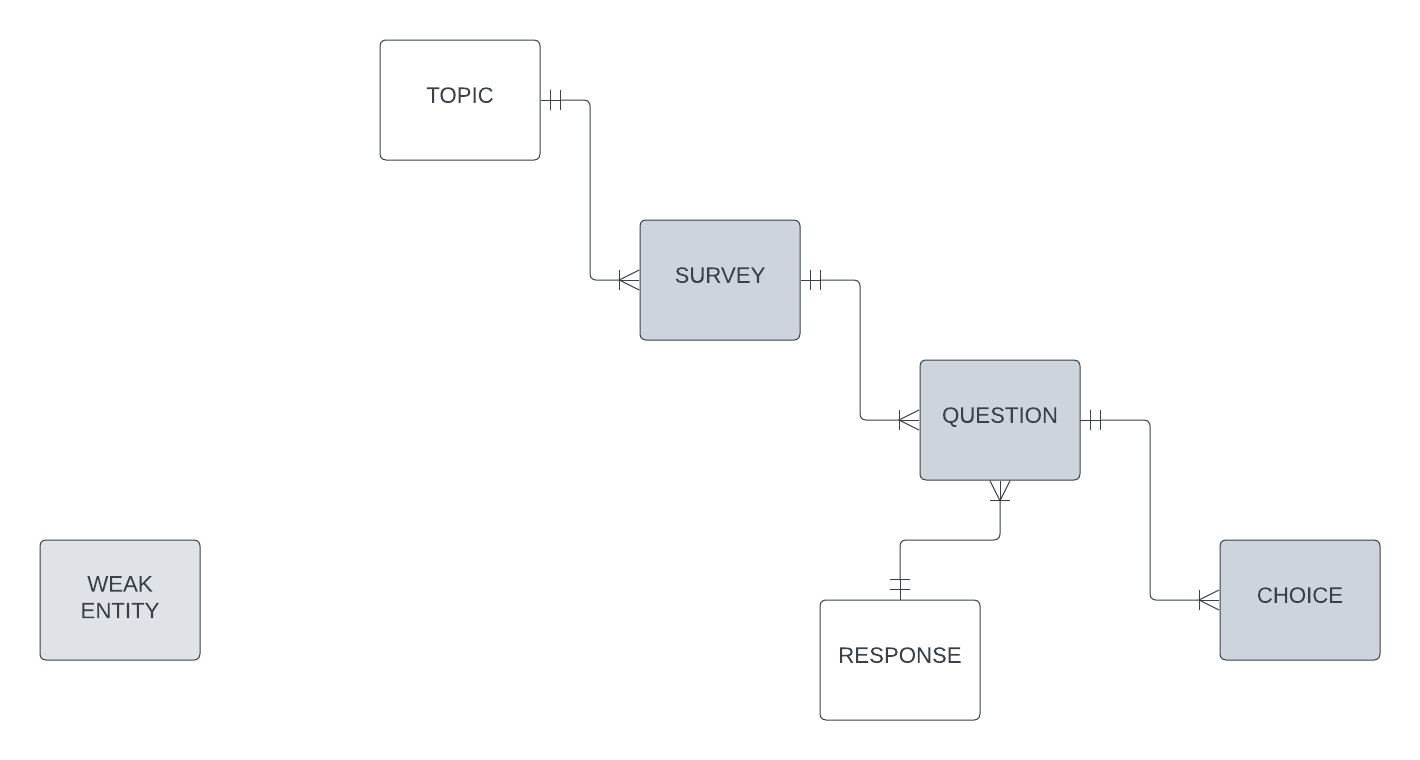 TOPIC
SURVEY
QUESTION
WEAK
ENTITY
CHOICE
RESPONSE